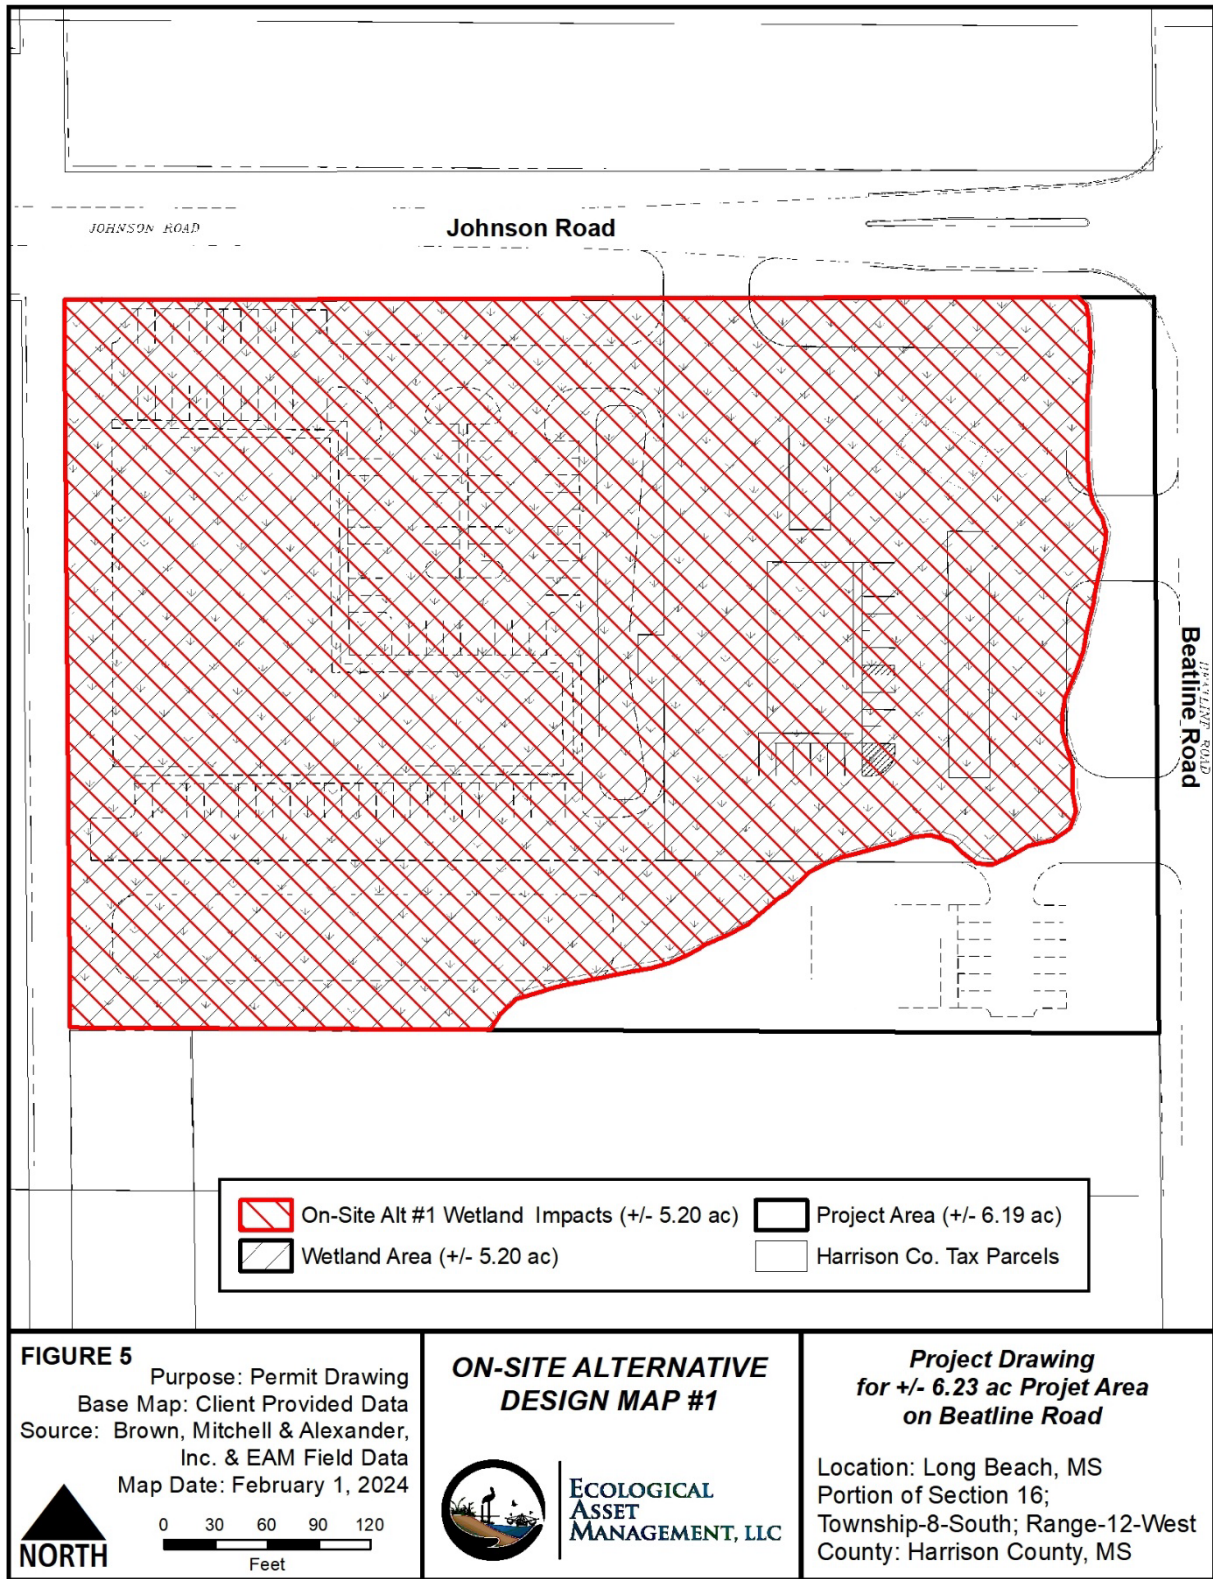 JOHNSON ROAD
Johnson Road
BEATLINE ROAD
Beatline Road
On-Site Alt #1 Wetland Impacts (+/- 5.20 ac)
Project Area (+/- 6.19 ac)
Wetland Area (+/- 5.20 ac)
Harrison Co. Tax Parcels
FIGURE 5
Purpose: Permit Drawing
Base Map: Client Provided Data
Source: Brown, Mitchell & Alexander,
Inc. & EAM Field Data
Map Date: February 1, 2024
NORTH
0 30 60 90 120
Feet
ON-SITE ALTERNATIVE
DESIGN MAP #1
ECOLOGICAL
ASSET
MANAGEMENT, LLC
Project Drawing
for +/- 6.23 ac Projet Area
on Beatline Road
Location: Long Beach, MS
Portion of Section 16;
Township-8-South; Range-12-West
County: Harrison County, MS